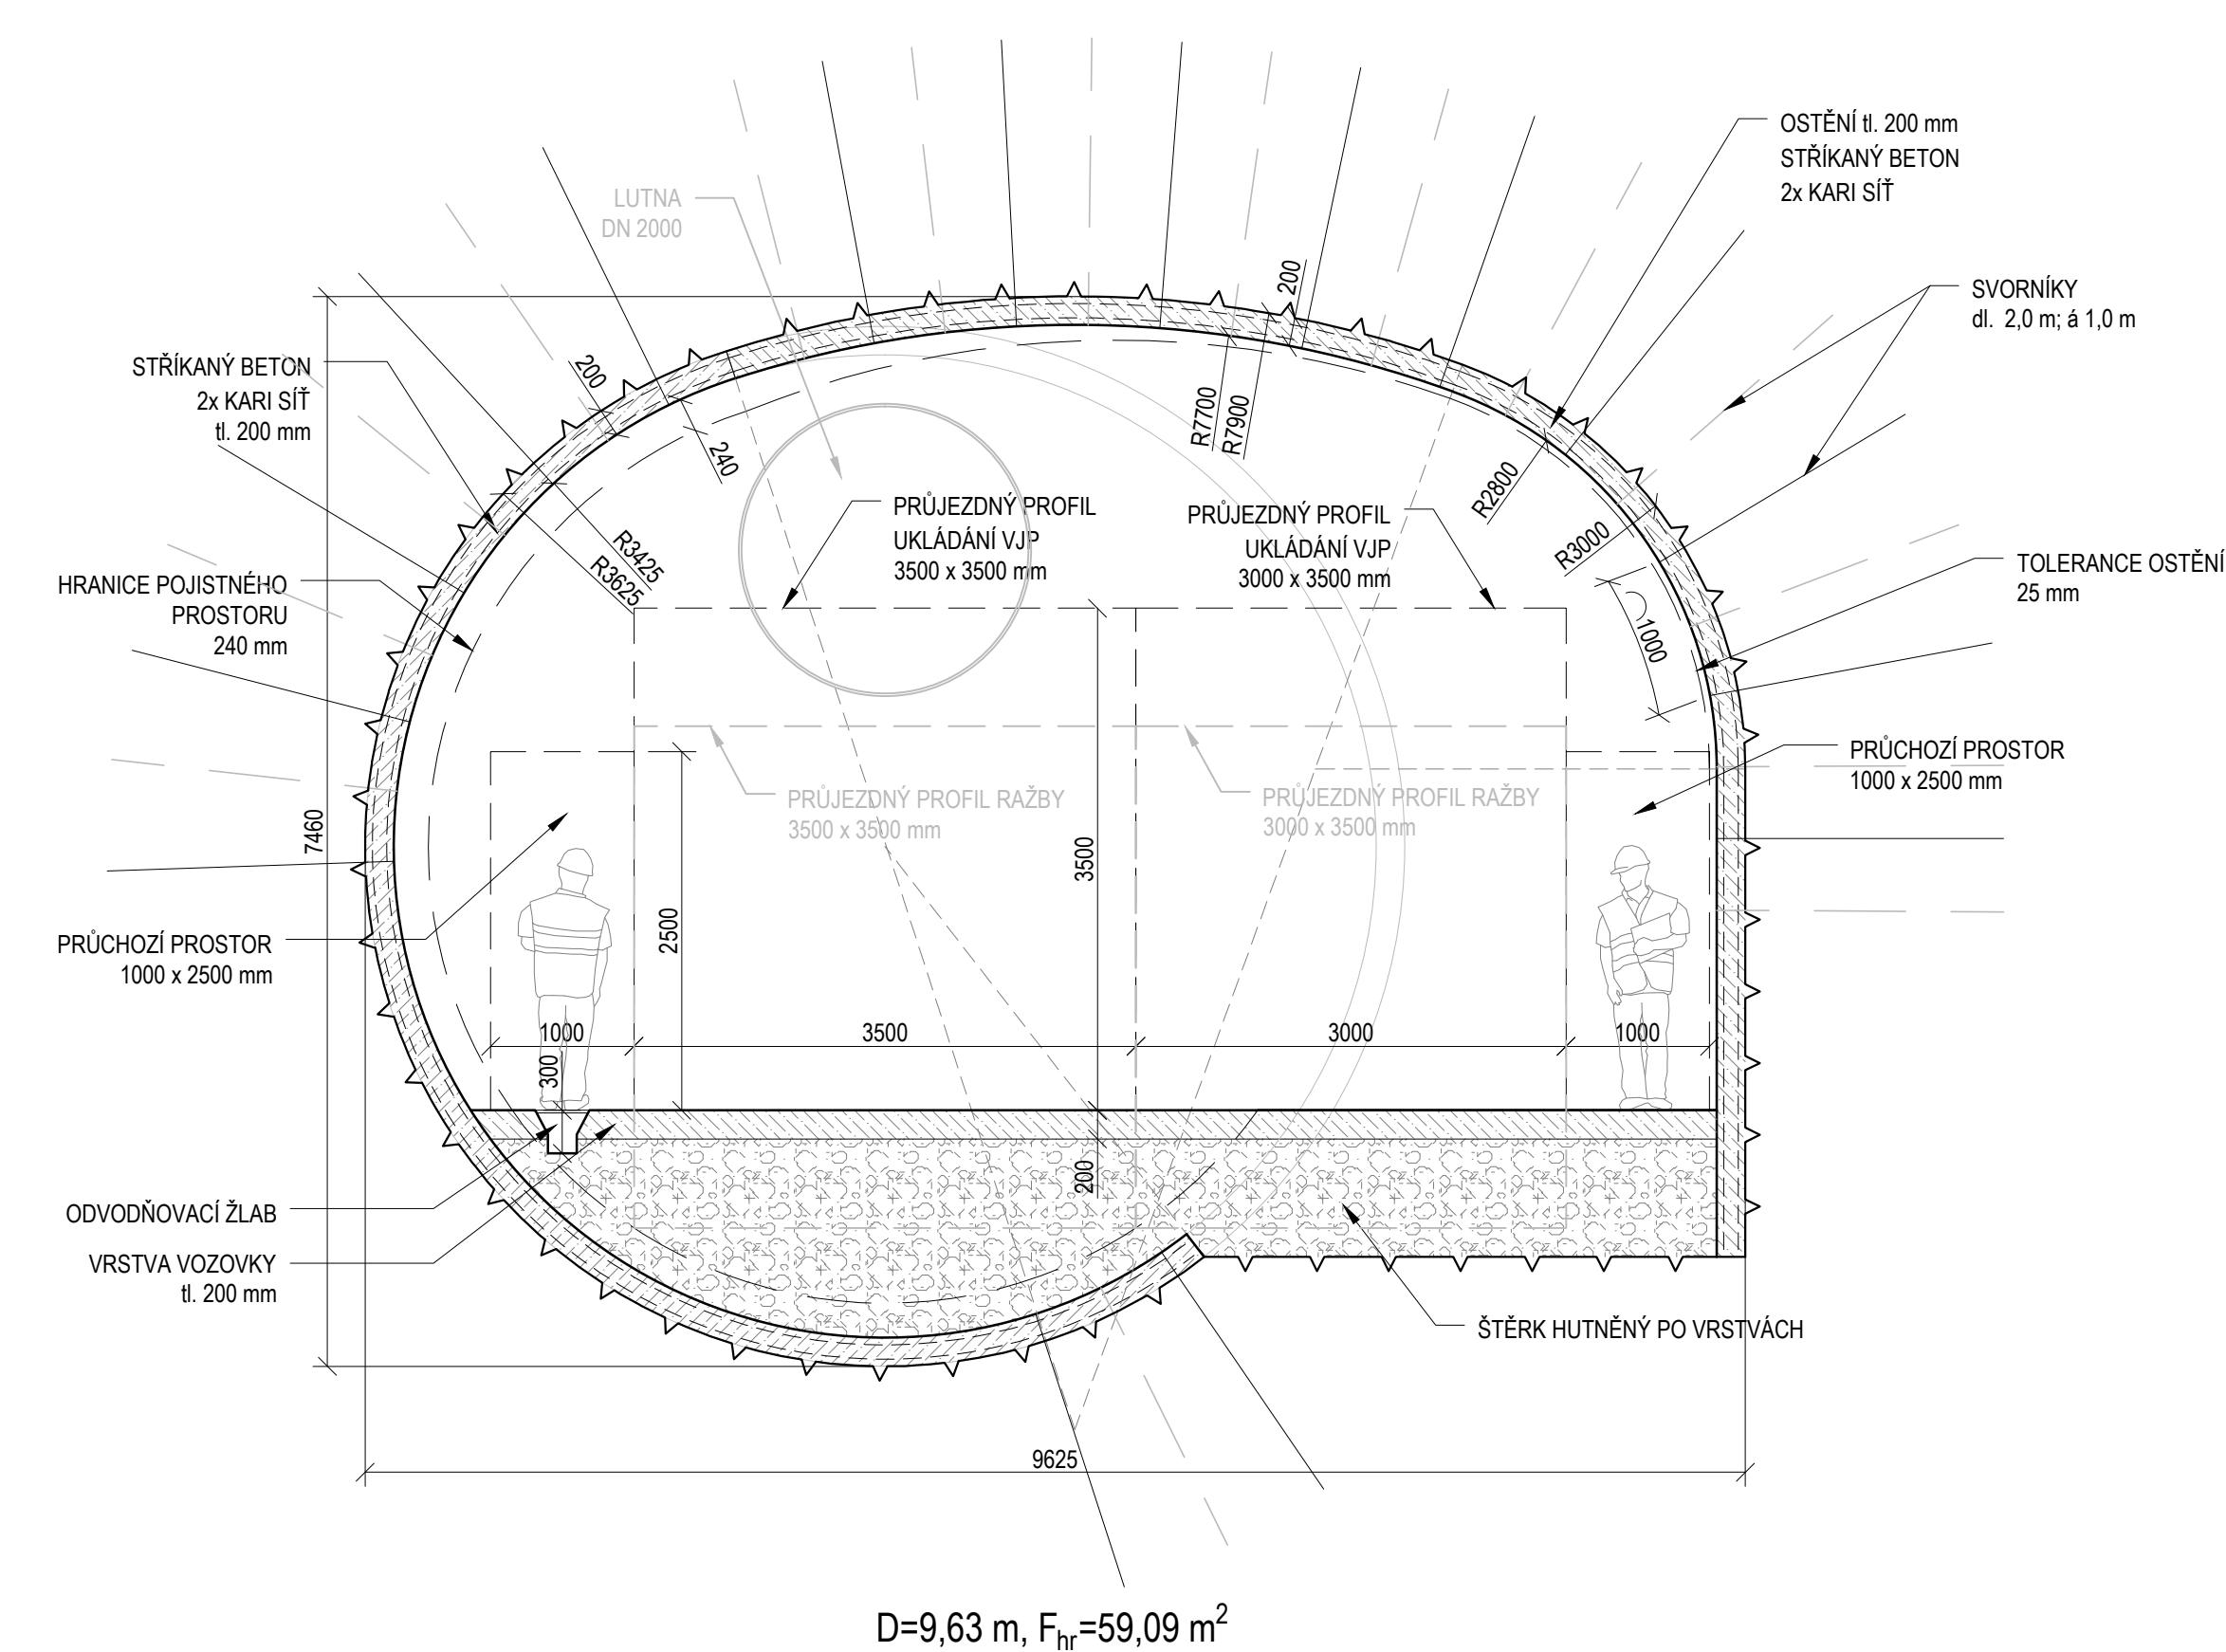 OSTĚNÍ tl. 200 mm
STŘÍKANÝ BETON
2x KARI SÍŤ
LUTNA
DN 2000
SVORNÍKY
dl. 2,0 m; á 1,0 m
200
STŘÍKANÝ BETON
2x KARI SÍŤ
tl. 200 mm
200
240
R7700
R7900
R2800
R3000
PRŮJEZDNÝ PROFIL
UKLÁDÁNÍ VJP
3500 x 3500 mm
PRŮJEZDNÝ PROFIL
UKLÁDÁNÍ VJP
3000 x 3500 mm
R3425
R3625
TOLERANCE OSTĚNÍ
25 mm
HRANICE POJISTNÉHO
PROSTORU
240 mm
1000
PRŮCHOZÍ PROSTOR
1000 x 2500 mm
PRŮJEZDNÝ PROFIL RAŽBY
3500 x 3500 mm
PRŮJEZDNÝ PROFIL RAŽBY
3000 x 3500 mm
7460
3500
2500
PRŮCHOZÍ PROSTOR
1000 x 2500 mm
1000
3500
3000
1000
300
200
ODVODŇOVACÍ ŽLAB
VRSTVA VOZOVKY
tl. 200 mm
ŠTĚRK HUTNĚNÝ PO VRSTVÁCH
9625
D=9,63 m, Fhr=59,09 m²